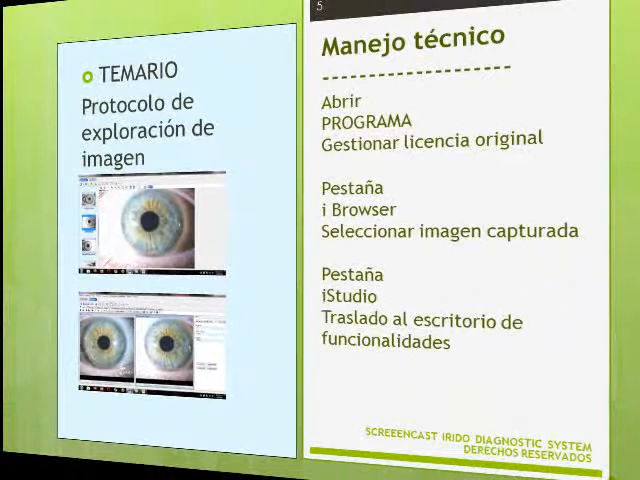 5
TEMARIO
Protocolo de
exploración de
imagen
Manejo técnico
--------------------
Abrir
PROGRAMA
Gestionar licencia original
Pestaña
i Browser
Seleccionar imagen capturada
Pestaña
iStudio
Traslado al escritorio de
funcionalidades
SCREEENCAST IRIDO DIAGNOSTIC SYSTEM
DERECHOS RESERVADOS